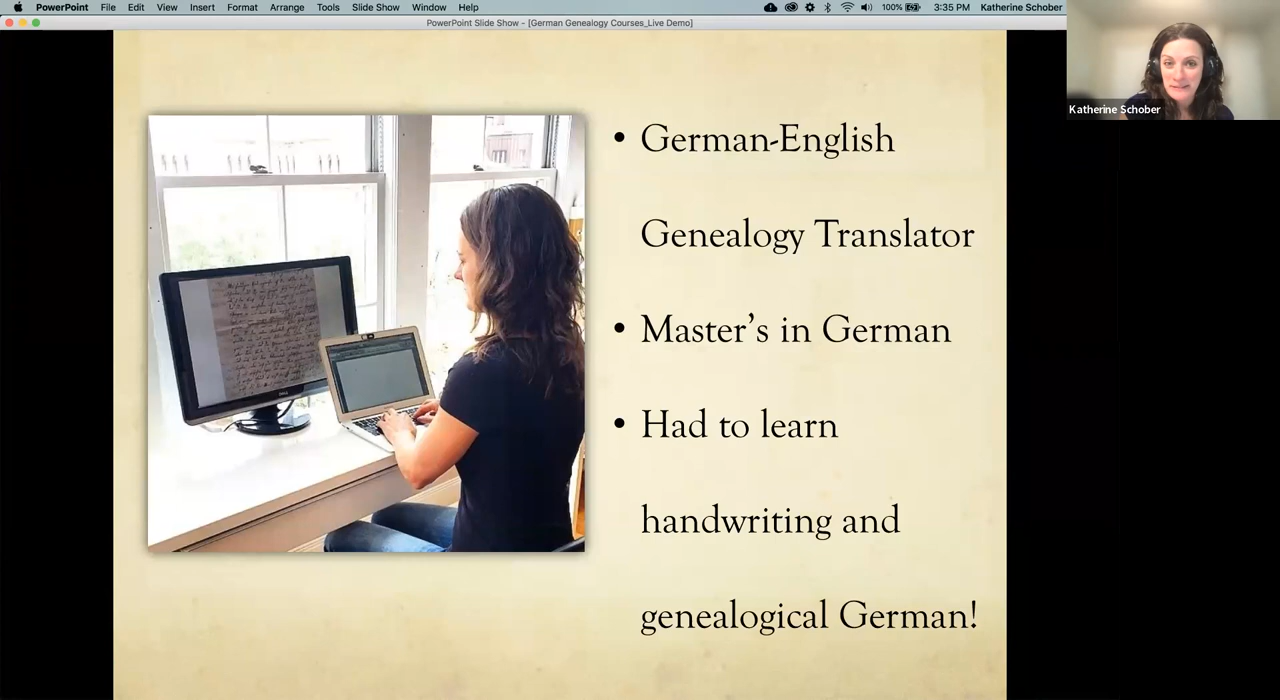 PowerPoint File Edit View Insert Format Arrange Tools Slide Show Window Help 100% 3:35 PM Katherine Schober
PowerPoint Slide Show - [German Genealogy Courses_Live Demo]
Katherine Schober
• German-English
Genealogy Translator
• Master’s in German
• Had to learn
handwriting and
genealogical German!
DELL